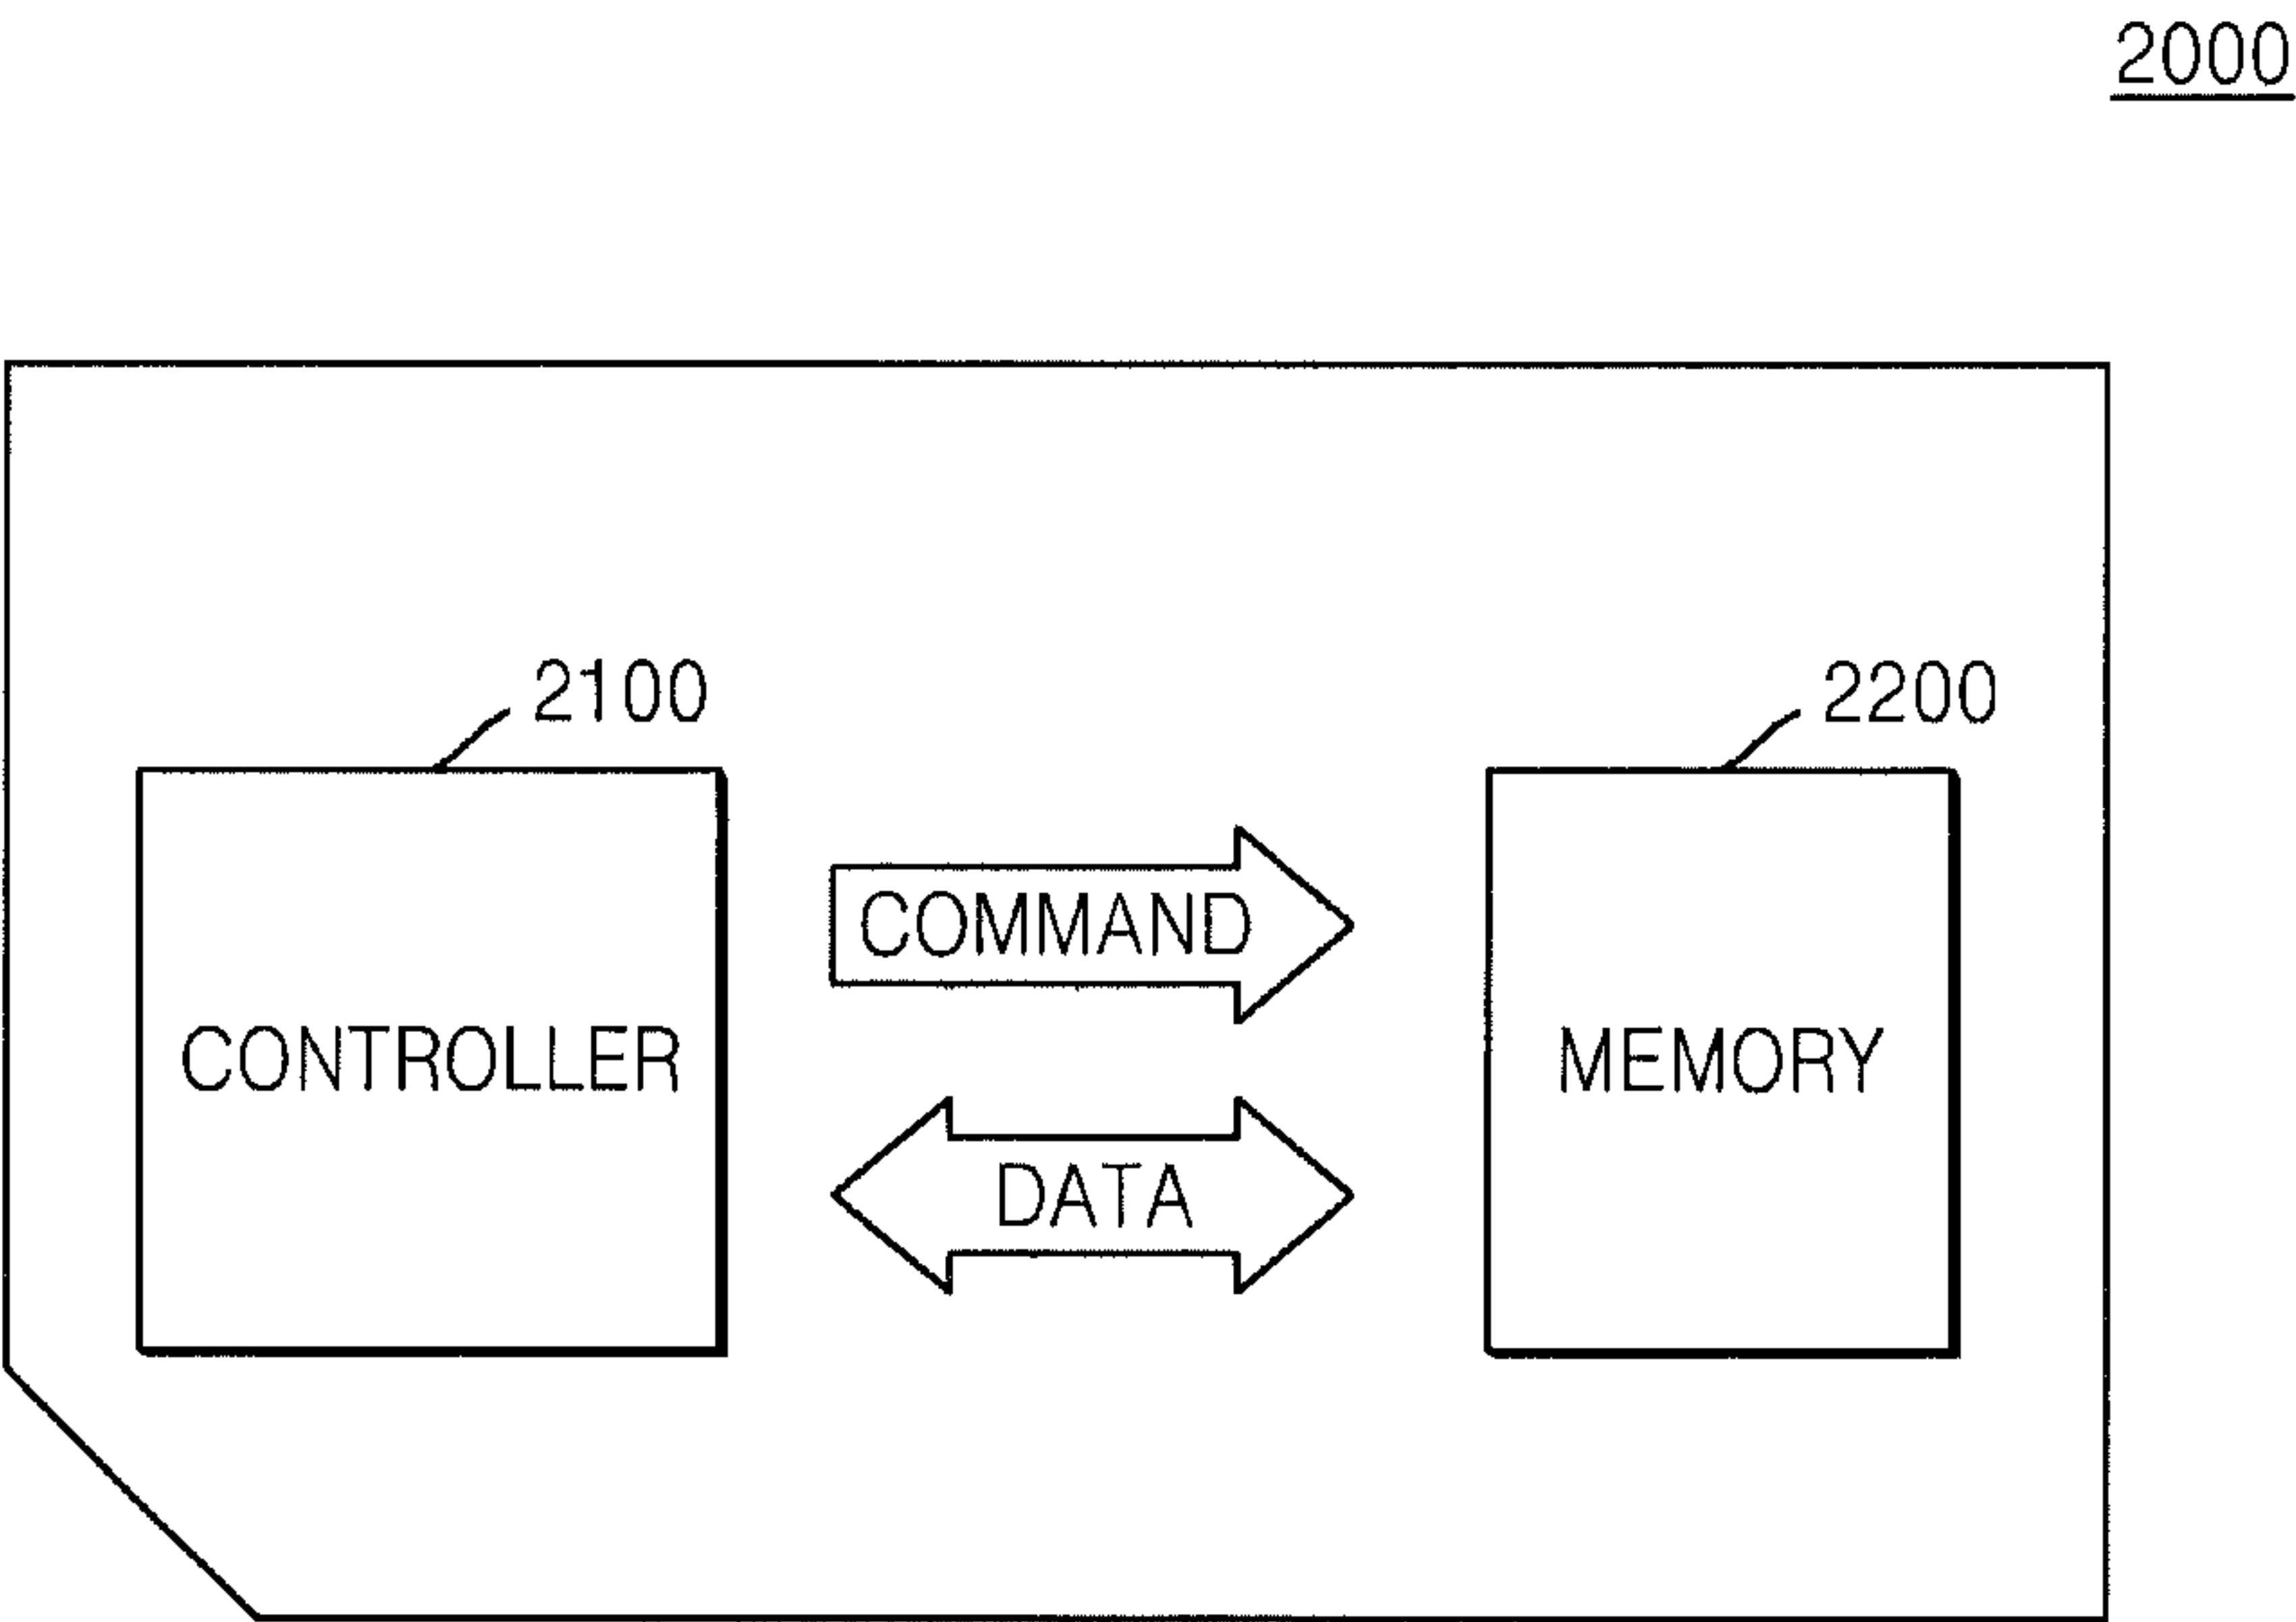 2000
2100
2200
COMMAND
CONTROLLER
MEMORY
DATA